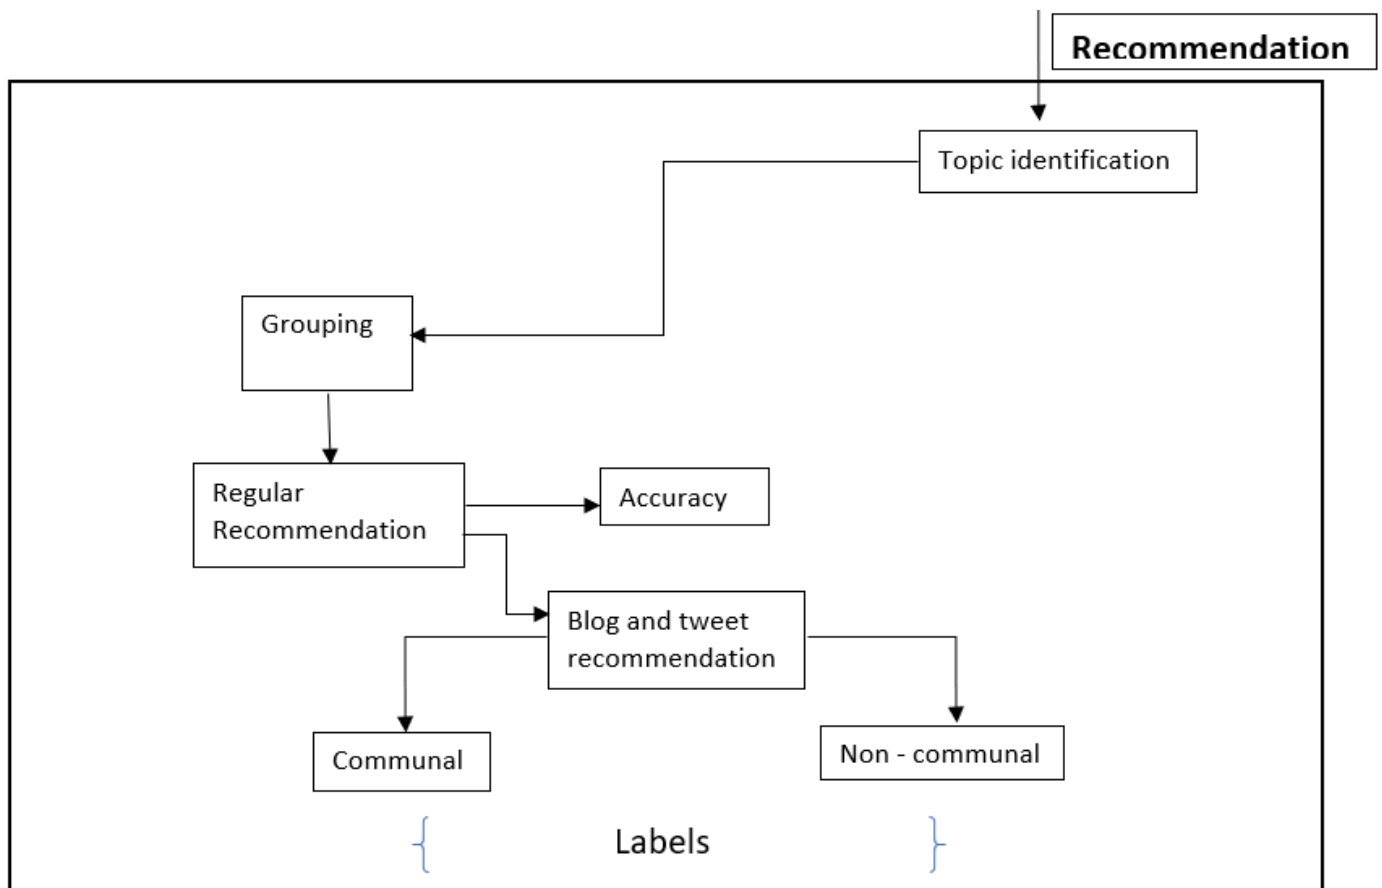 Recommendation
Topic identification
Grouping
Regular
Recommendation
Accuracy
Blog and tweet
recommendation
Communal
Non - communal
{ Labels }